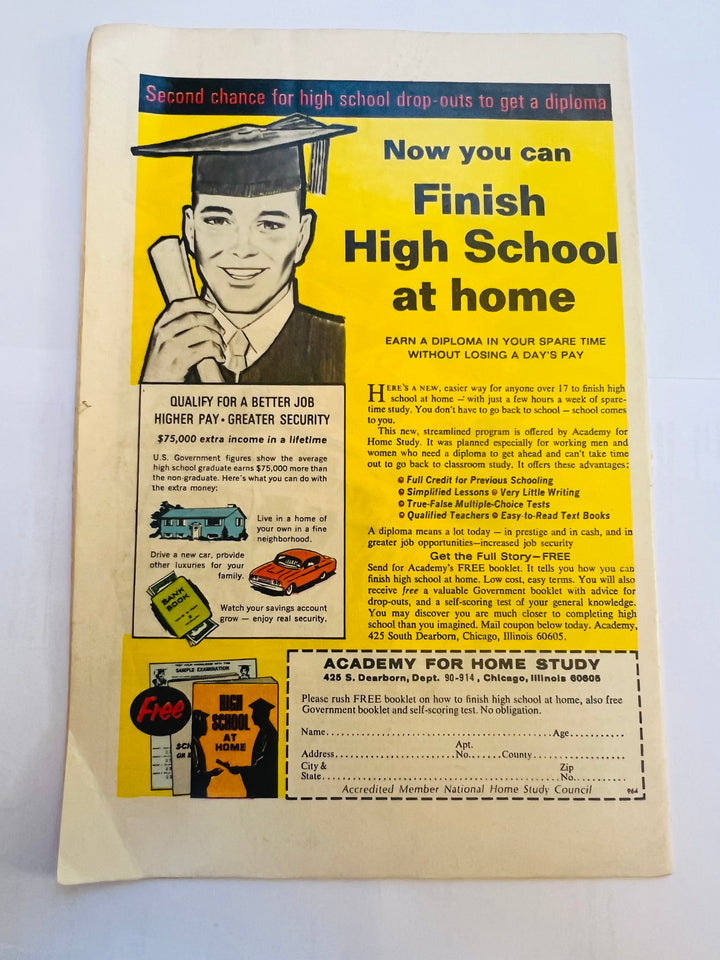 Second chance for high school drop-outs to get a diploma
Now you can
Finish
High School
at home
EARN A DIPLOMA IN YOUR SPARE TIME
WITHOUT LOSING A DAY'S PAY
QUALIFY FOR A BETTER JOB
HIGHER PAY • GREATER SECURITY
$75,000 extra income in a lifetime
U.S. Government figures show the average
high school graduate earns $75,000 more than
the non-graduate. Here's what you can do with
the extra money:
Live in a home of
your own in a fine
neighborhood.
Drive a new car, provide
other luxuries for your
family.
BANK
BOOK
Watch your savings account
grow — enjoy real security.
HERE'S A NEW, easier way for anyone over 17 to finish high
school at home — with just a few hours a week of spare-
time study. You don't have to go back to school — school comes
to you.
This new, streamlined program is offered by Academy for
Home Study. It was planned especially for working men and
women who need a diploma to get ahead and can't take time
out to go back to classroom study. It offers these advantages:
• Full Credit for Previous Schooling
• Simplified Lessons • Very Little Writing
• True-False Multiple-Choice Tests
• Qualified Teachers • Easy-to-Read Text Books
A diploma means a lot today — in prestige and in cash, and in
greater job opportunities—increased job security
Get the Full Story—FREE
Send for Academy's FREE booklet. It tells you how you can
finish high school at home. Low cost, easy terms. You will also
receive free a valuable Government booklet with advice for
drop-outs, and a self-scoring test of your general knowledge.
You may discover you are much closer to completing high
school than you imagined. Mail coupon below today. Academy,
425 South Dearborn, Chicago, Illinois 60605.
Free
TEST YOUR KNOWLEDGE WITH THIS
SAMPLE EXAMINATION
SCH
OR
HIGH
SCHOOL
AT
HOME
ACADEMY FOR HOME STUDY
425 S. Dearborn, Dept. 90-914, Chicago, Illinois 60605
Please rush FREE booklet on how to finish high school at home, also free
Government booklet and self-scoring test. No obligation.
Name..........Age..........
Apt.
Address..........No.......County..........
City & Zip
State..........No..........
Accredited Member National Home Study Council 964